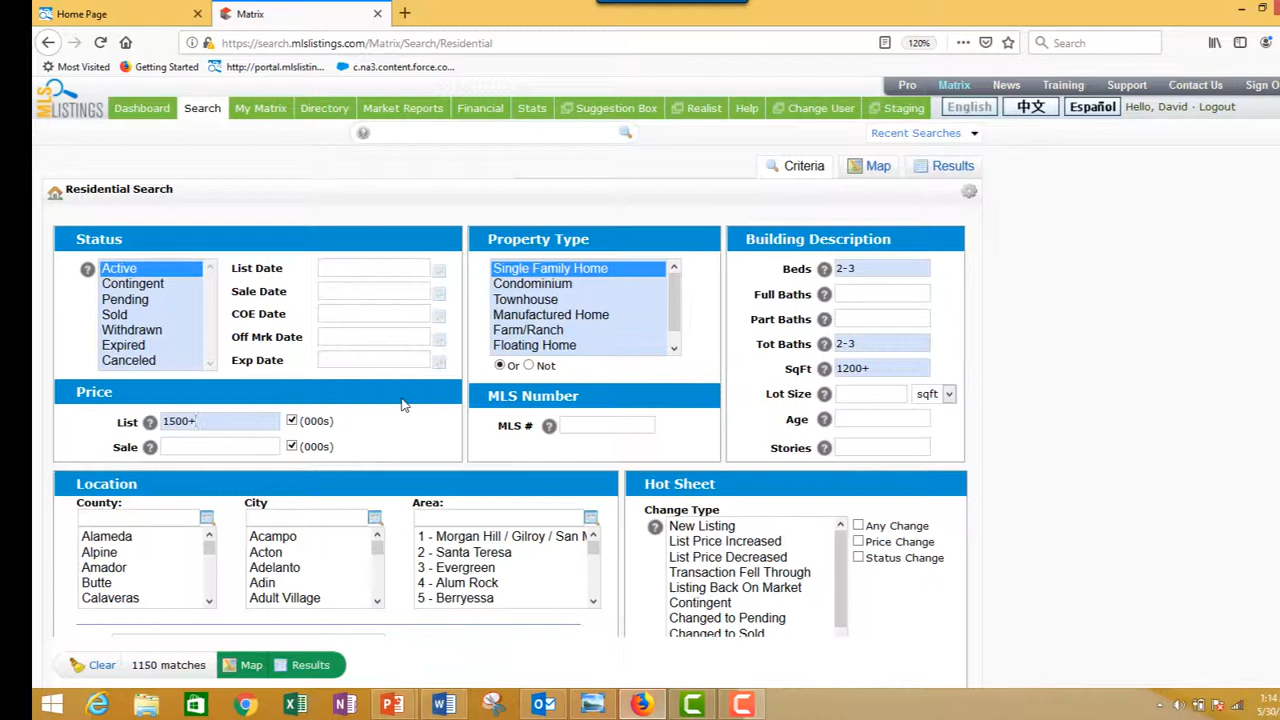 Home Page
Matrix
https://search.mlslistings.com/Matrix/Search/Residential
120%
Search
Most Visited
Getting Started
http://portal.mlslistin...
c.na3.content.force.co...
Pro
Matrix
News
Training
Support
Contact Us
Sign O
MLS LISTINGS
Dashboard
Search
My Matrix
Directory
Market Reports
Financial
Stats
Suggestion Box
Realist
Help
Change User
Staging
English
中文
Español
Hello, David · Logout
Recent Searches
Criteria
Map
Results
Residential Search
Status
Active
Contingent
Pending
Sold
Withdrawn
Expired
Canceled
List Date
Sale Date
COE Date
Off Mrk Date
Exp Date
Property Type
Single Family Home
Condominium
Townhouse
Manufactured Home
Farm/Ranch
Floating Home
Or
Not
Building Description
Beds 2-3
Full Baths
Part Baths
Tot Baths 2-3
SqFt 1200+
Lot Size sqft
Age
Stories
Price
List 1500+ (000s)
Sale (000s)
MLS Number
MLS #
Location
County:
Alameda
Alpine
Amador
Butte
Calaveras
City
Acampo
Acton
Adelanto
Adin
Adult Village
Area:
1 - Morgan Hill / Gilroy / San M
2 - Santa Teresa
3 - Evergreen
4 - Alum Rock
5 - Berryessa
Hot Sheet
Change Type
New Listing
List Price Increased
List Price Decreased
Transaction Fell Through
Listing Back On Market
Contingent
Changed to Pending
Changed to Sold
Any Change
Price Change
Status Change
Clear
1150 matches
Map
Results
1:14
5/30/